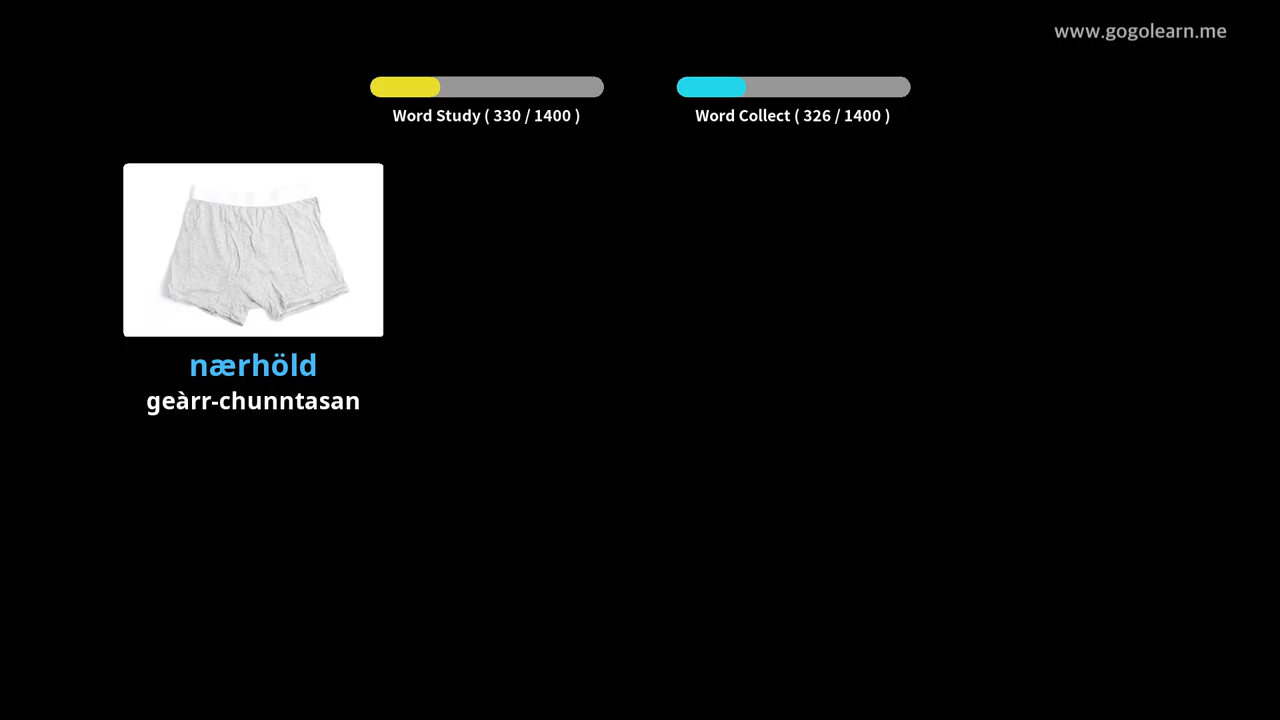 www.gogolearn.me
Word Study ( 330 / 1400 )
Word Collect ( 326 / 1400 )
nærhöld
geàrr-chunntasan